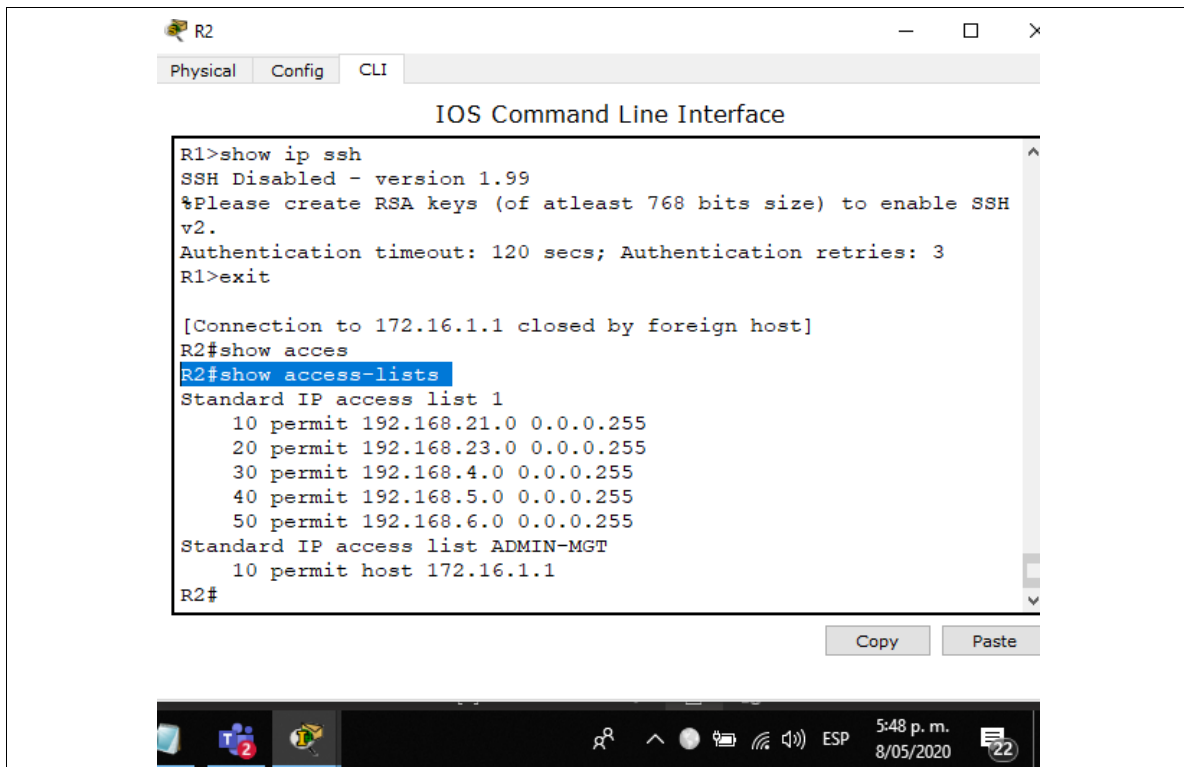 R2
Physical Config CLI
IOS Command Line Interface
R1>show ip ssh
SSH Disabled - version 1.99
%Please create RSA keys (of atleast 768 bits size) to enable SSH
v2.
Authentication timeout: 120 secs; Authentication retries: 3
R1>exit
[Connection to 172.16.1.1 closed by foreign host]
R2#show acces
R2#show access-lists
Standard IP access list 1
10 permit 192.168.21.0 0.0.0.255
20 permit 192.168.23.0 0.0.0.255
30 permit 192.168.4.0 0.0.0.255
40 permit 192.168.5.0 0.0.0.255
50 permit 192.168.6.0 0.0.0.255
Standard IP access list ADMIN-MGT
10 permit host 172.16.1.1
R2#
Copy Paste
T 2 ESP 5:48 p. m. 22
8/05/2020